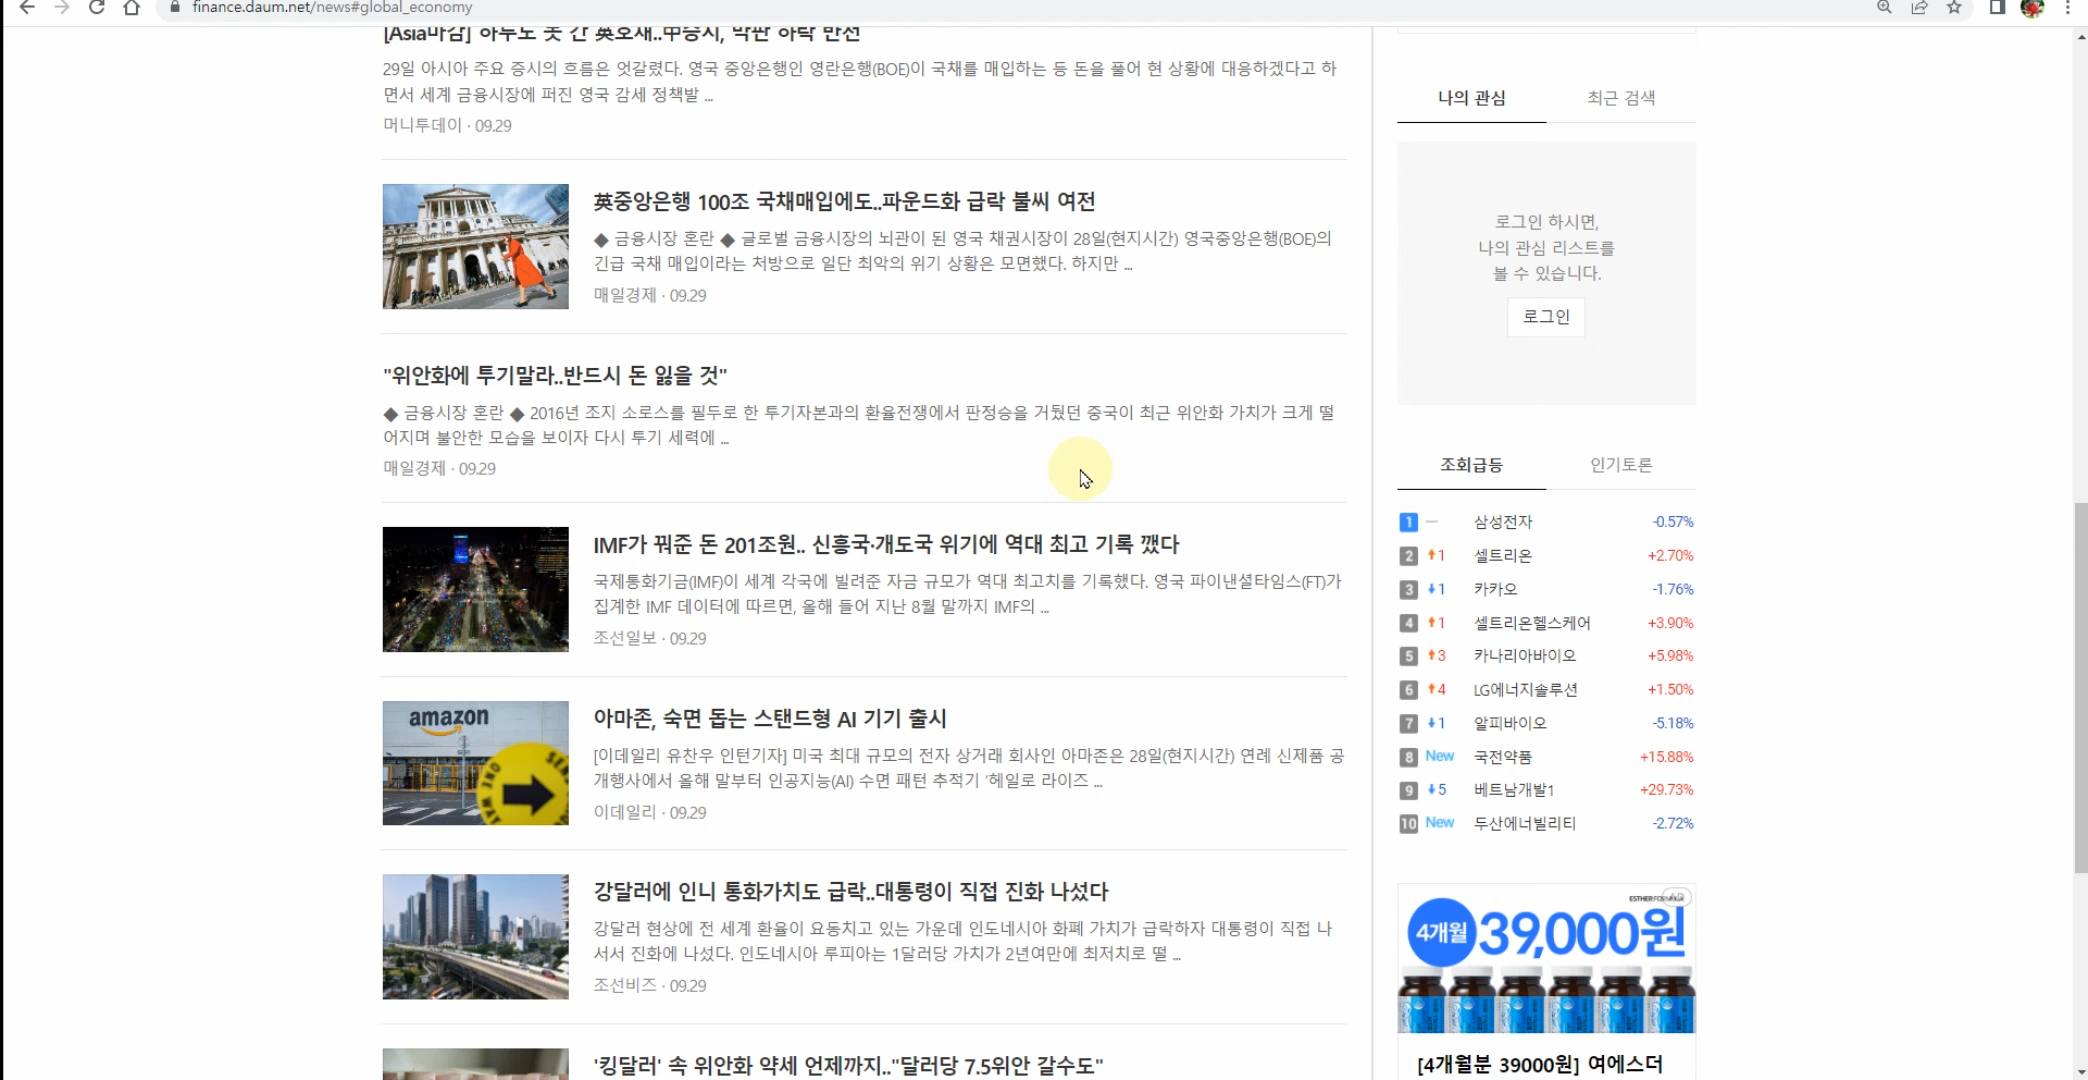 finance.daum.net/news#global_economy
[Asia마감] 하루도 못 간 英호재..中증시, 막판 하락 반전
29일 아시아 주요 증시의 흐름은 엇갈렸다. 영국 중앙은행인 영란은행(BOE)이 국채를 매입하는 등 돈을 풀어 현 상황에 대응하겠다고 하
면서 세계 금융시장에 퍼진 영국 감세 정책발 ...
머니투데이 · 09.29
英중앙은행 100조 국채매입에도..파운드화 급락 불씨 여전
◆ 금융시장 혼란 ◆ 글로벌 금융시장의 뇌관이 된 영국 채권시장이 28일(현지시간) 영국중앙은행(BOE)의
긴급 국채 매입이라는 처방으로 일단 최악의 위기 상황은 모면했다. 하지만 ...
매일경제 · 09.29
"위안화에 투기말라..반드시 돈 잃을 것"
◆ 금융시장 혼란 ◆ 2016년 조지 소로스를 필두로 한 투기자본과의 환율전쟁에서 판정승을 거뒀던 중국이 최근 위안화 가치가 크게 떨
어지며 불안한 모습을 보이자 다시 투기 세력에 ...
매일경제 · 09.29
IMF가 꿔준 돈 201조원.. 신흥국·개도국 위기에 역대 최고 기록 깼다
국제통화기금(IMF)이 세계 각국에 빌려준 자금 규모가 역대 최고치를 기록했다. 영국 파이낸셜타임스(FT)가
집계한 IMF 데이터에 따르면, 올해 들어 지난 8월 말까지 IMF의 ...
조선일보 · 09.29
amazon
ONE WAY
아마존, 숙면 돕는 스탠드형 AI 기기 출시
[이데일리 유찬우 인턴기자] 미국 최대 규모의 전자 상거래 회사인 아마존은 28일(현지시간) 연례 신제품 공
개행사에서 올해 말부터 인공지능(AI) 수면 패턴 추적기 '헤일로 라이즈 ...
이데일리 · 09.29
강달러에 인니 통화가치도 급락..대통령이 직접 진화 나섰다
강달러 현상에 전 세계 환율이 요동치고 있는 가운데 인도네시아 화폐 가치가 급락하자 대통령이 직접 나
서서 진화에 나섰다. 인도네시아 루피아는 1달러당 가치가 2년여만에 최저치로 떨 ...
조선비즈 · 09.29
'킹달러' 속 위안화 약세 언제까지.."달러당 7.5위안 갈수도"
나의 관심 최근 검색
로그인 하시면,
나의 관심 리스트를
볼 수 있습니다.
로그인
조회급등 인기토론
1 삼성전자 -0.57%
2 1 셀트리온 +2.70%
3 1 카카오 -1.76%
4 1 셀트리온헬스케어 +3.90%
5 3 카나리아바이오 +5.98%
6 4 LG에너지솔루션 +1.50%
7 1 알피바이오 -5.18%
8 New 국전약품 +15.88%
9 5 베트남개발1 +29.73%
10 New 두산에너빌리티 -2.72%
AD
4개월 39,000원
[4개월분 39000원] 여에스더